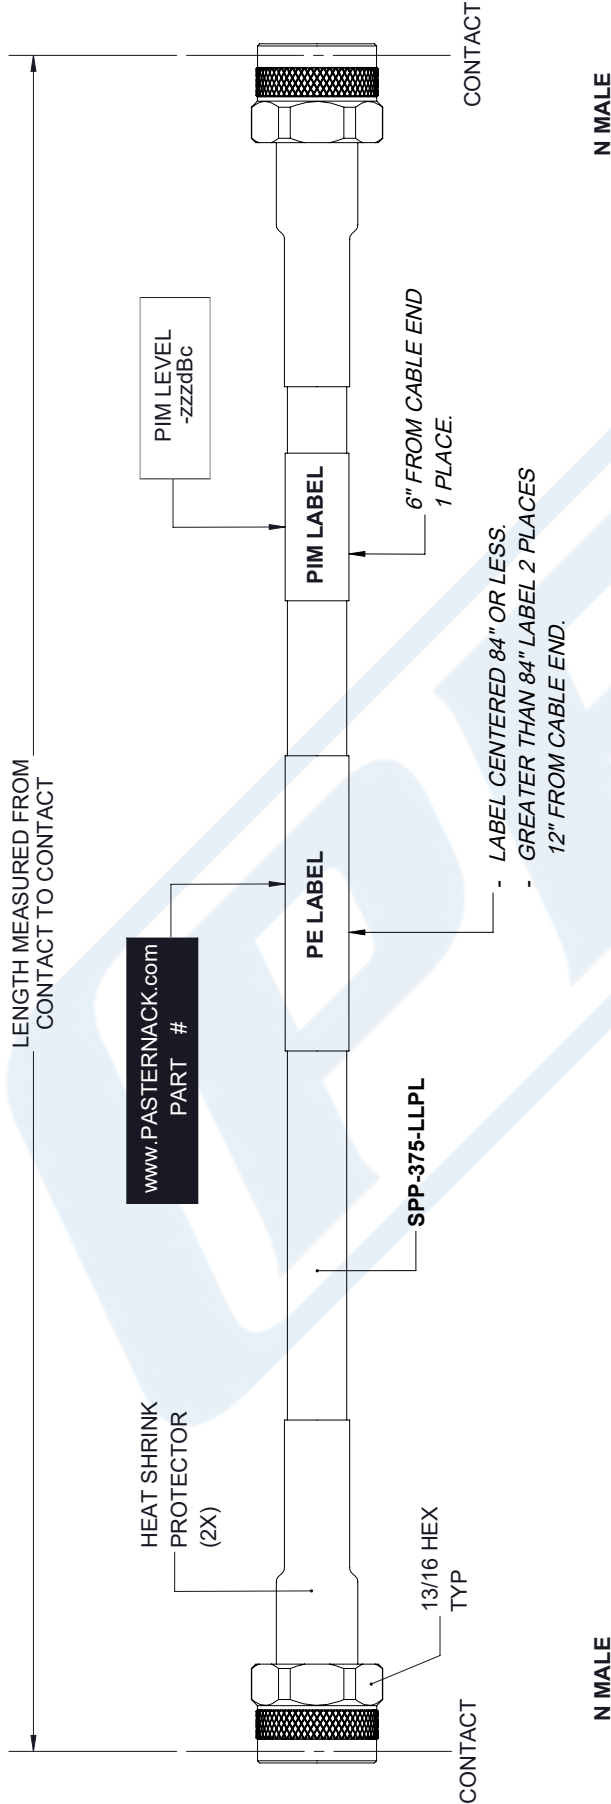 LENGTH MEASURED FROM
CONTACT TO CONTACT
HEAT SHRINK
PROTECTOR
(2X)
www.PASTERNACK.com
PART #
PIM LEVEL
-zzzdBc
PE LABEL
PIM LABEL
CONTACT
13/16 HEX
TYP
SPP-375-LLPL
- LABEL CENTERED 84" OR LESS.
- GREATER THAN 84" LABEL 2 PLACES
12" FROM CABLE END.
6" FROM CABLE END
1 PLACE.
CONTACT
N MALE
N MALE